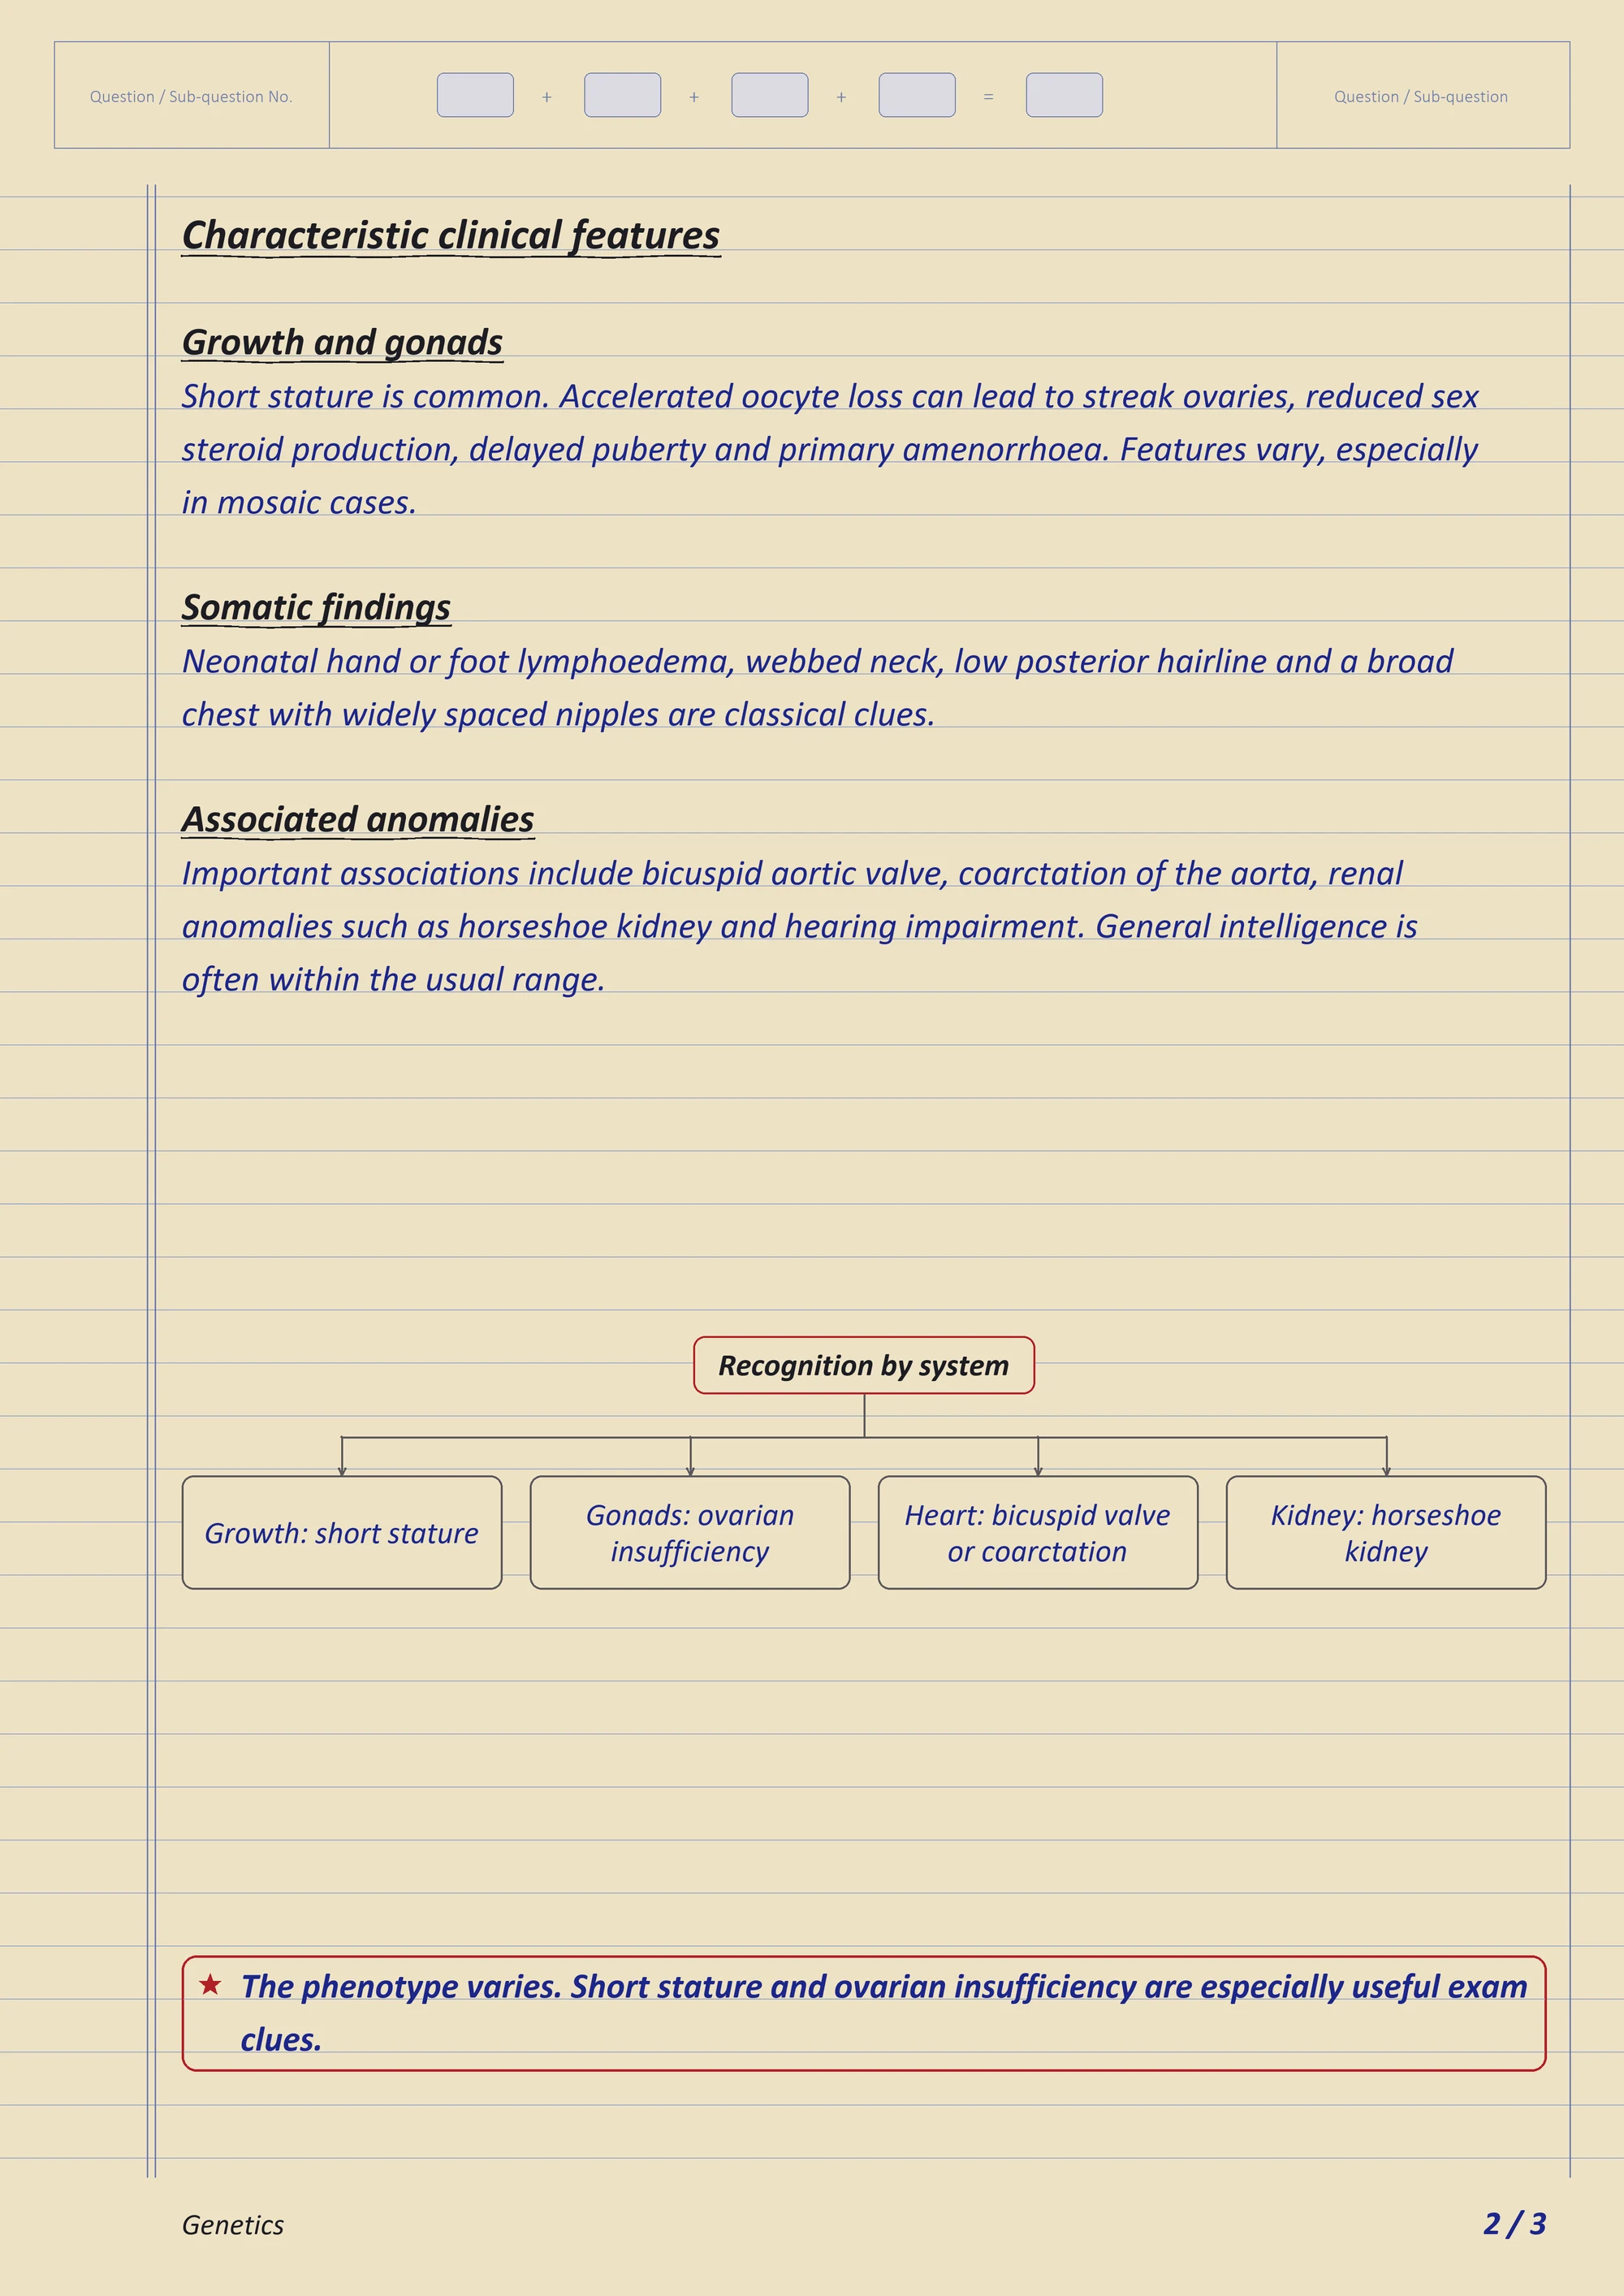 Question / Sub-question No.
+ + + =
Question / Sub-question
Characteristic clinical features
Growth and gonads
Short stature is common. Accelerated oocyte loss can lead to streak ovaries, reduced sex
steroid production, delayed puberty and primary amenorrhoea. Features vary, especially
in mosaic cases.
Somatic findings
Neonatal hand or foot lymphoedema, webbed neck, low posterior hairline and a broad
chest with widely spaced nipples are classical clues.
Associated anomalies
Important associations include bicuspid aortic valve, coarctation of the aorta, renal
anomalies such as horseshoe kidney and hearing impairment. General intelligence is
often within the usual range.
Recognition by system
Growth: short stature
Gonads: ovarian
insufficiency
Heart: bicuspid valve
or coarctation
Kidney: horseshoe
kidney
★ The phenotype varies. Short stature and ovarian insufficiency are especially useful exam
clues.
Genetics
2 / 3